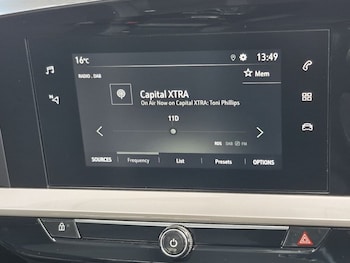 16°C
13:49
RADIO . DAB
Mem
Capital XTRA
On Air Now on Capital XTRA: Toni Phillips
11D
RDS DAB FM
SOURCES Frequency List Presets OPTIONS